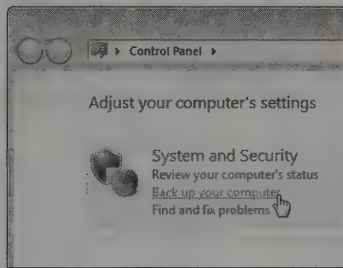 Control Panel
Adjust your computer's settings
System and Security
Review your computer's status
Back up your computer
Find and fix problems